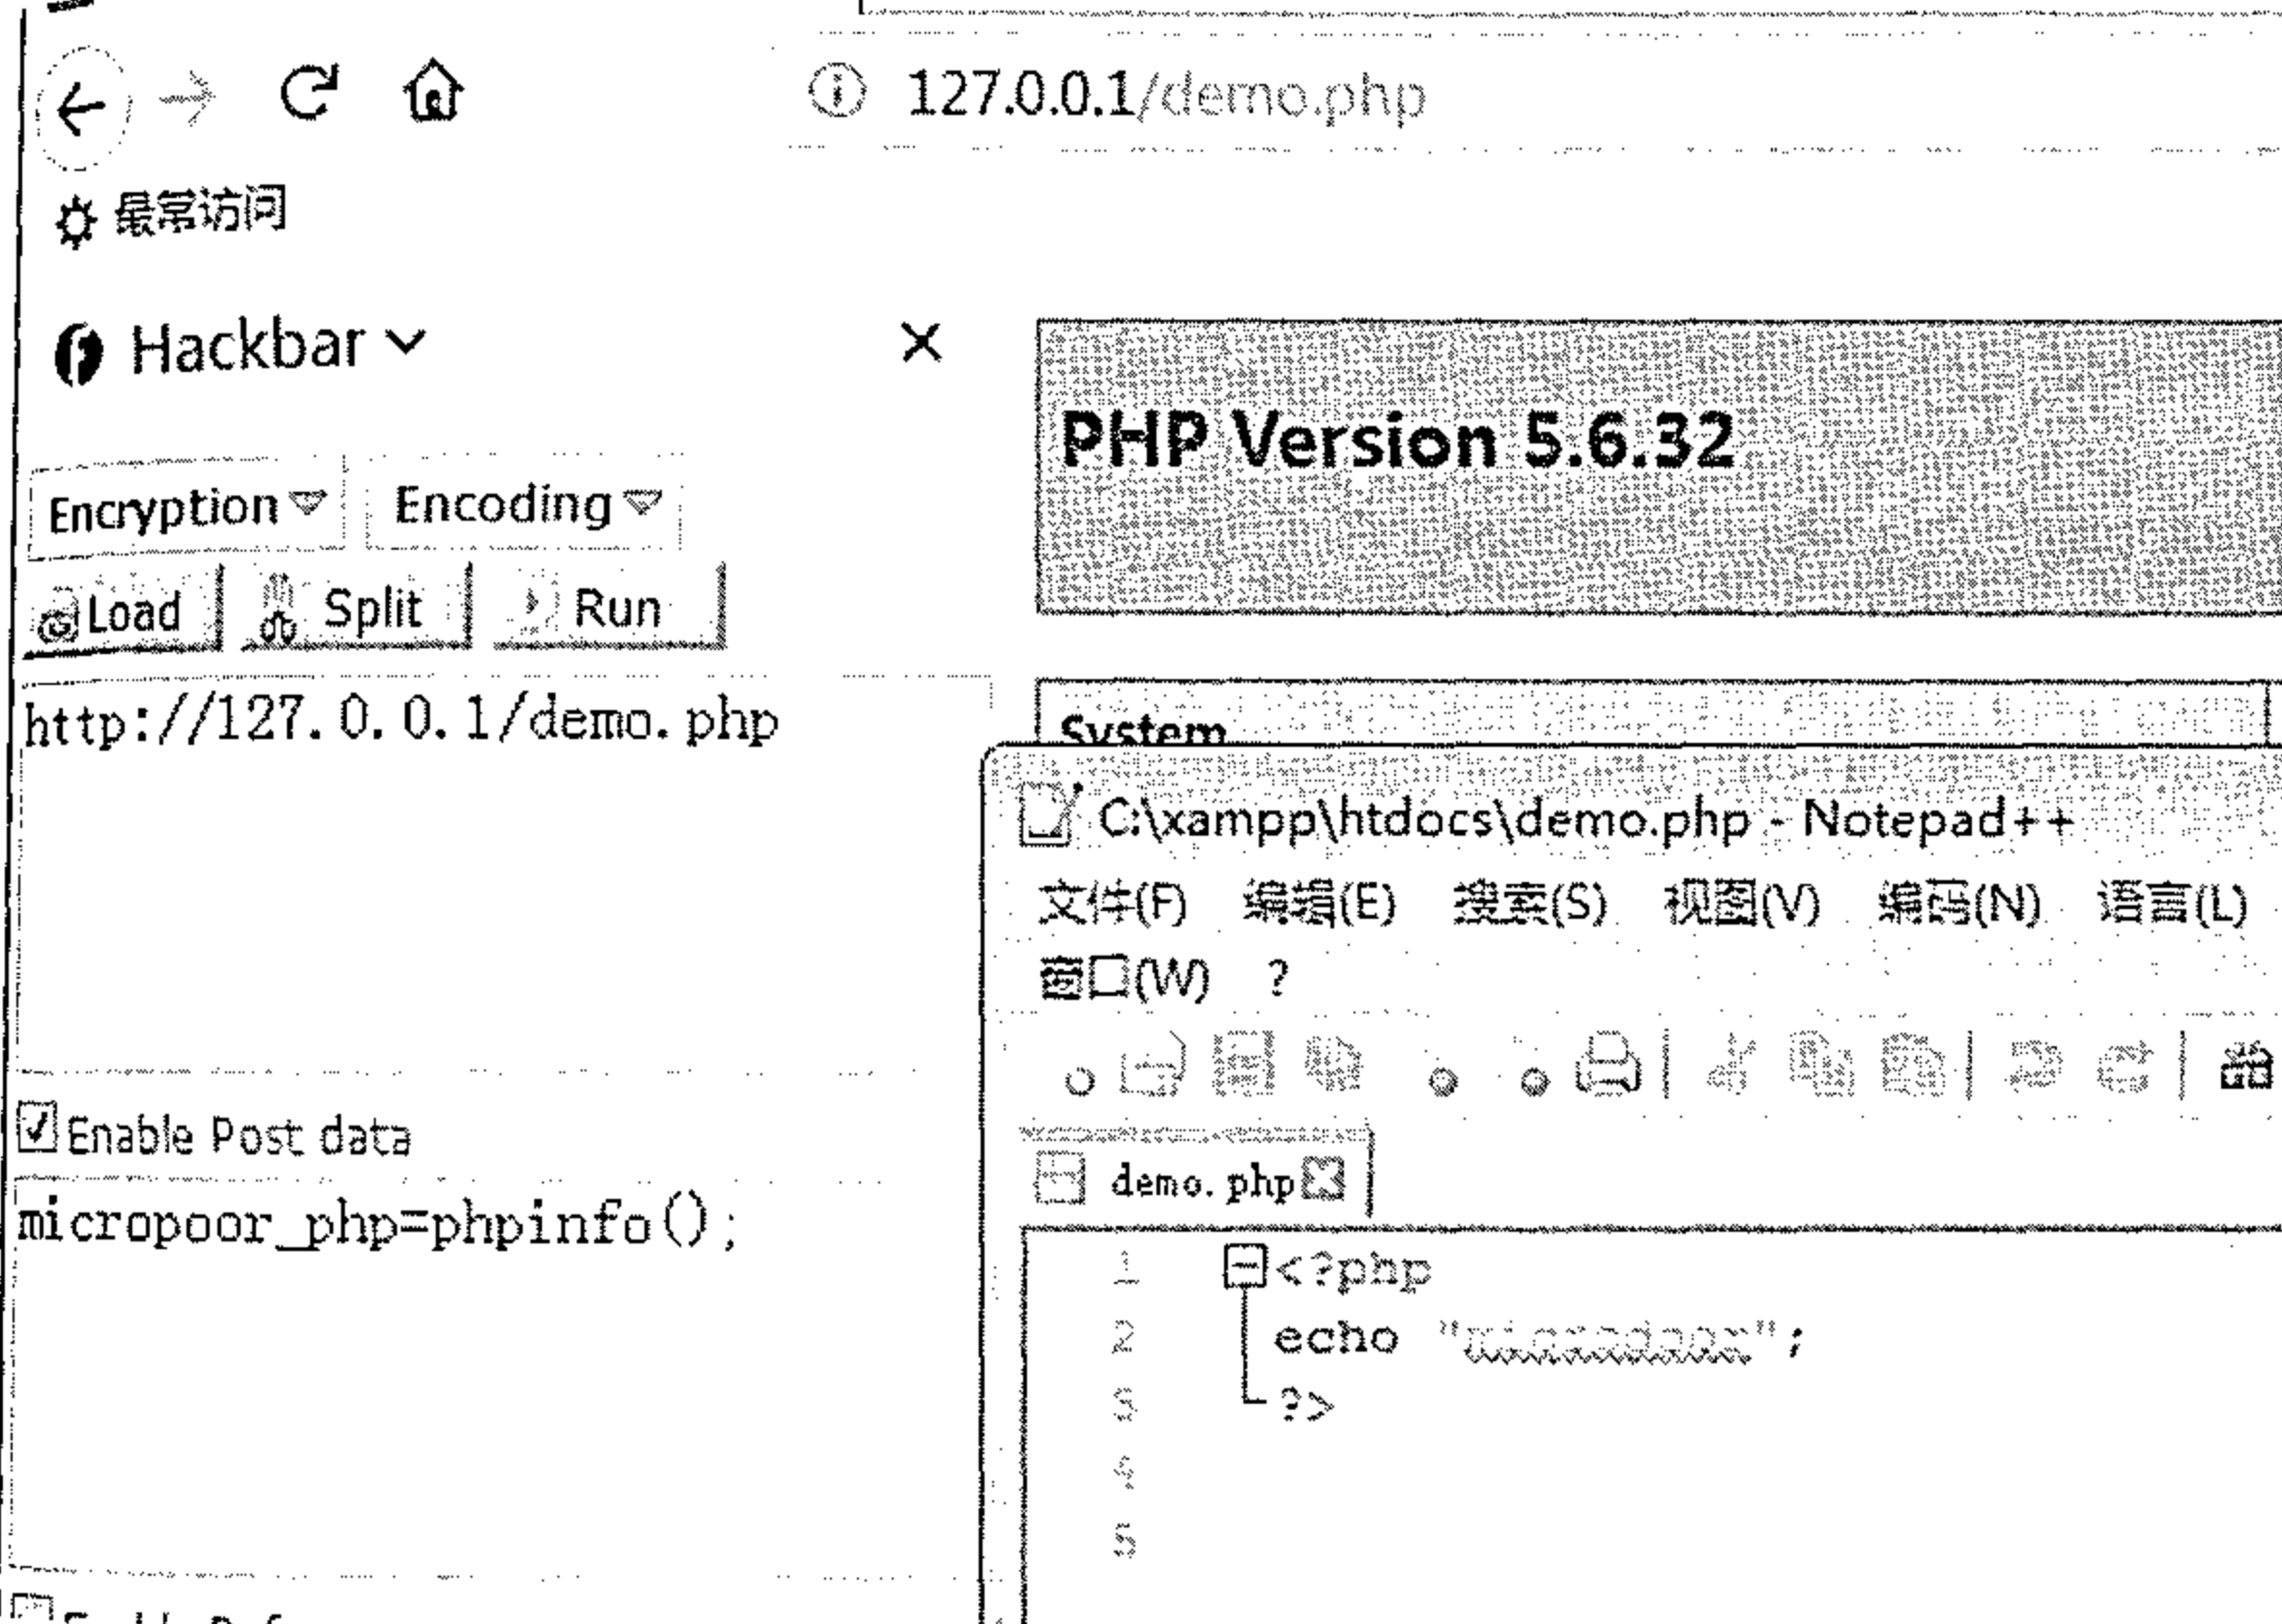 127.0.0.1/demo.php
最常访问
Hackbar
Encryption Encoding
Load Split Run
http://127.0.0.1/demo.php
Enable Post data
micropoor_php=phpinfo();
PHP Version 5.6.32
System
C:\xampp\htdocs\demo.php - Notepad++
文件(F) 编辑(E) 搜索(S) 视图(V) 编码(N) 语言(L)
窗口(W) ?
demo.php
1 <?php
2 echo "";
3 ?>
4
5